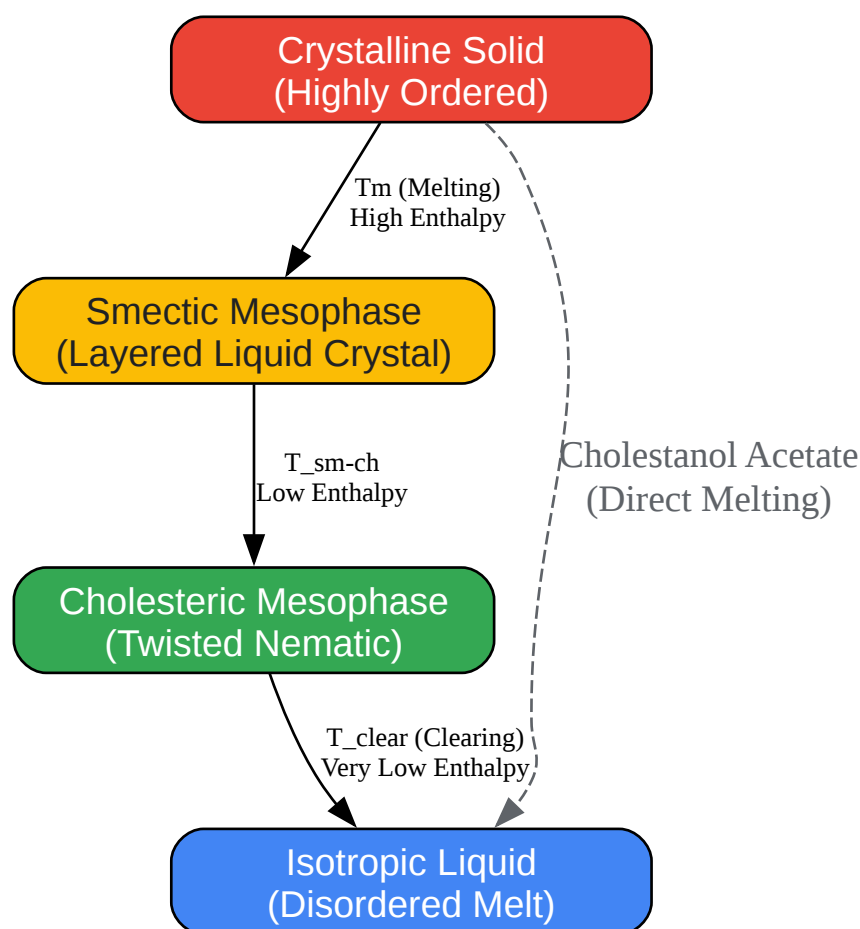 Crystalline Solid
(Highly Ordered)
Tm (Melting)
High Enthalpy
Smectic Mesophase
(Layered Liquid Crystal)
T_sm-ch
Low Enthalpy
Cholestanol Acetate
(Direct Melting)
Cholesteric Mesophase
(Twisted Nematic)
T_clear (Clearing)
Very Low Enthalpy
Isotropic Liquid
(Disordered Melt)